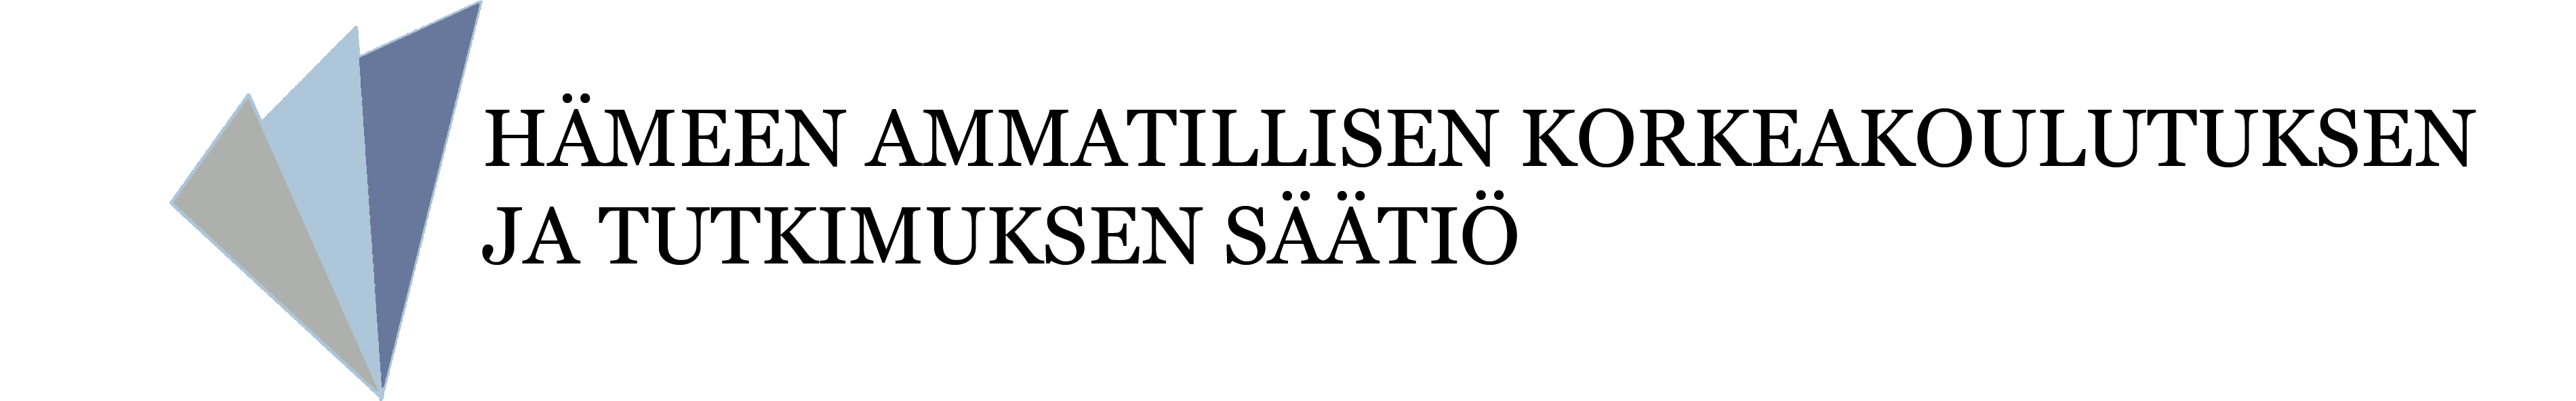 HÄMEEN AMMATILLISEN KORKEAKOULUTUKSEN
JA TUTKIMUKSEN SÄÄTIÖ